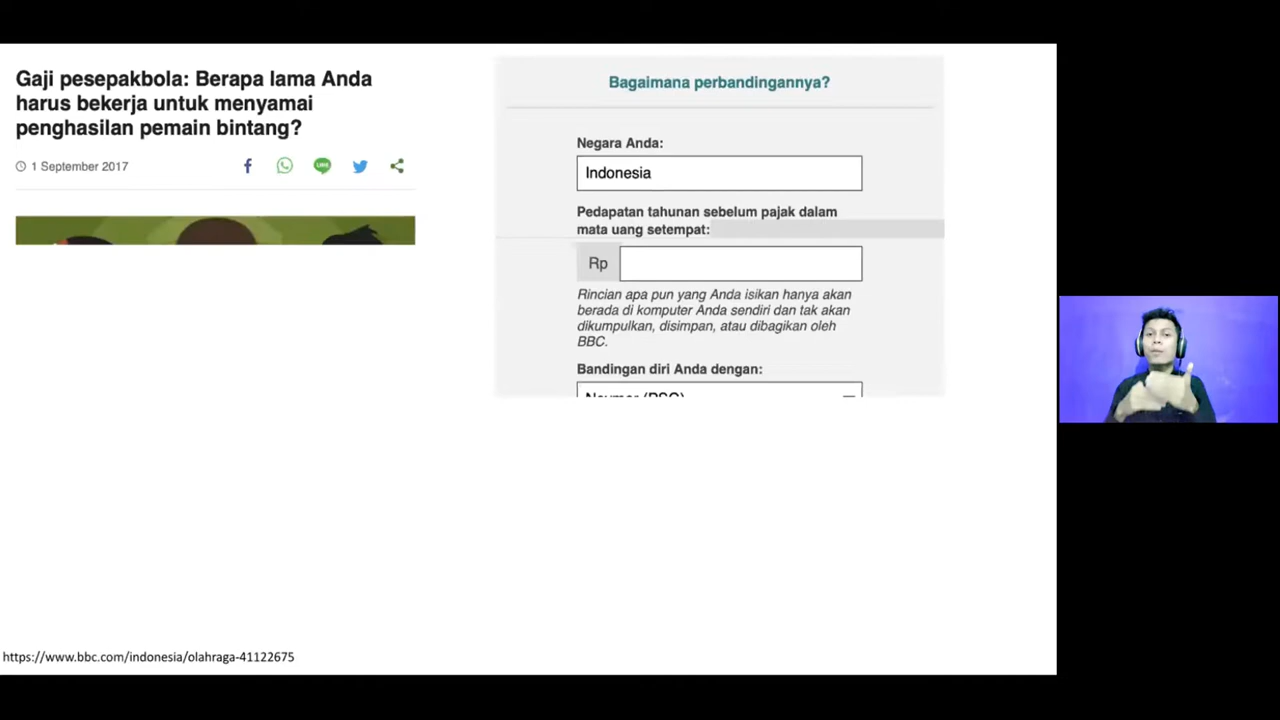 Gaji pesepakbola: Berapa lama Anda
harus bekerja untuk menyamai
penghasilan pemain bintang?
1 September 2017
LINE
Bagaimana perbandingannya?
Negara Anda:
Indonesia
Pedapatan tahunan sebelum pajak dalam
mata uang setempat:
Rp
Rincian apa pun yang Anda isikan hanya akan
berada di komputer Anda sendiri dan tak akan
dikumpulkan, disimpan, atau dibagikan oleh
BBC.
Bandingan diri Anda dengan:
Neymar (PSG)
https://www.bbc.com/indonesia/olahraga-41122675